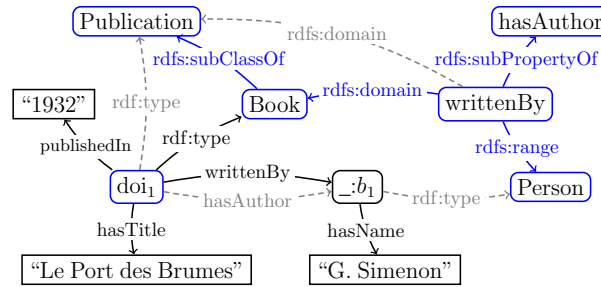 Publication
hasAuthor
rdfs:domain
rdfs:subClassOf
rdfs:subPropertyOf
"1932"
rdf:type
Book
rdfs:domain
writtenBy
publishedIn
rdf:type
rdfs:range
doi₁
writtenBy
_:b₁
hasAuthor
rdf:type
Person
hasTitle
hasName
"Le Port des Brumes"
"G. Simenon"